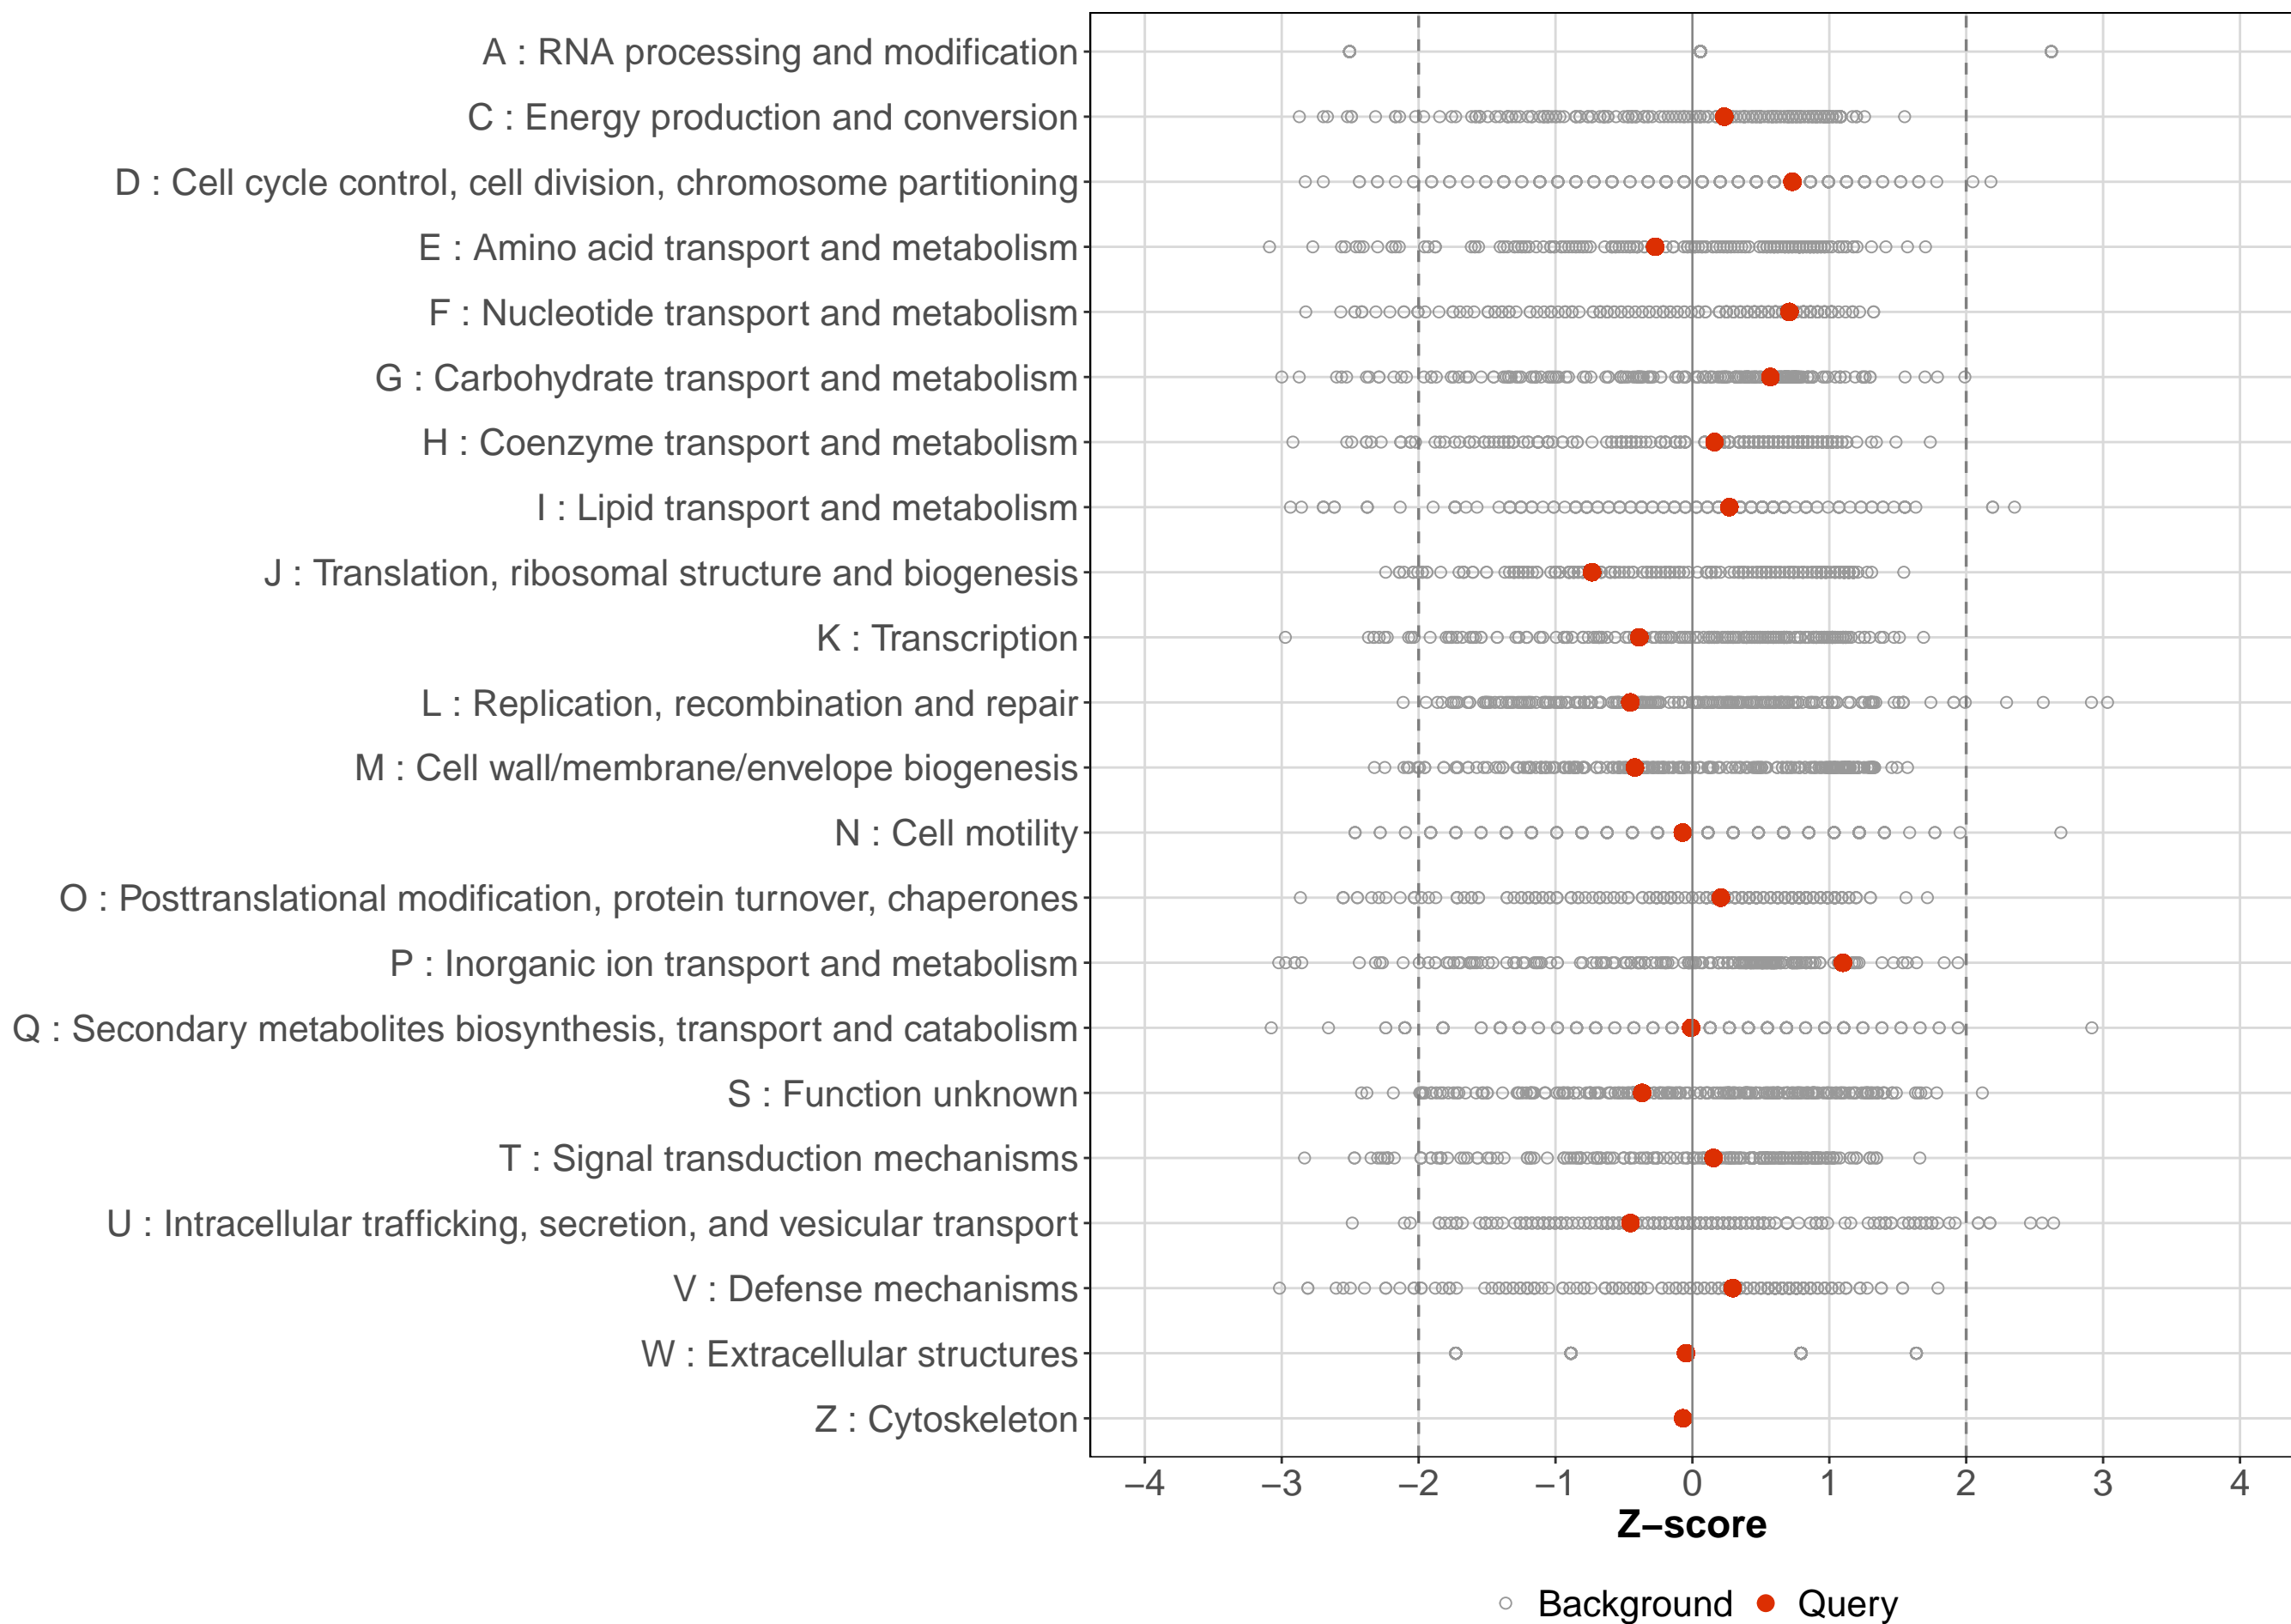 A : RNA processing and modification
C : Energy production and conversion
D : Cell cycle control, cell division, chromosome partitioning
E : Amino acid transport and metabolism
F : Nucleotide transport and metabolism
G : Carbohydrate transport and metabolism
H : Coenzyme transport and metabolism
I : Lipid transport and metabolism
J : Translation, ribosomal structure and biogenesis
K : Transcription
L : Replication, recombination and repair
M : Cell wall/membrane/envelope biogenesis
N : Cell motility
O : Posttranslational modification, protein turnover, chaperones
P : Inorganic ion transport and metabolism
Q : Secondary metabolites biosynthesis, transport and catabolism
S : Function unknown
T : Signal transduction mechanisms
U : Intracellular trafficking, secretion, and vesicular transport
V : Defense mechanisms
W : Extracellular structures
Z : Cytoskeleton
−4 −3 −2 −1 0 1 2 3 4
Z−score
Background Query